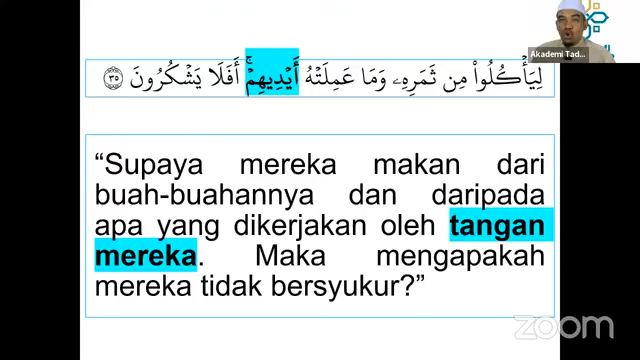 Akademi Tad...
لِيَأْكُلُوا۟ مِن ثَمَرِهِۦ وَمَا عَمِلَتْهُ أَيْدِيهِمْ ۖ أَفَلَا يَشْكُرُونَ ٣٥
“Supaya mereka makan dari
buah-buahannya dan daripada
apa yang dikerjakan oleh tangan
mereka. Maka mengapakah
mereka tidak bersyukur?”
zoom